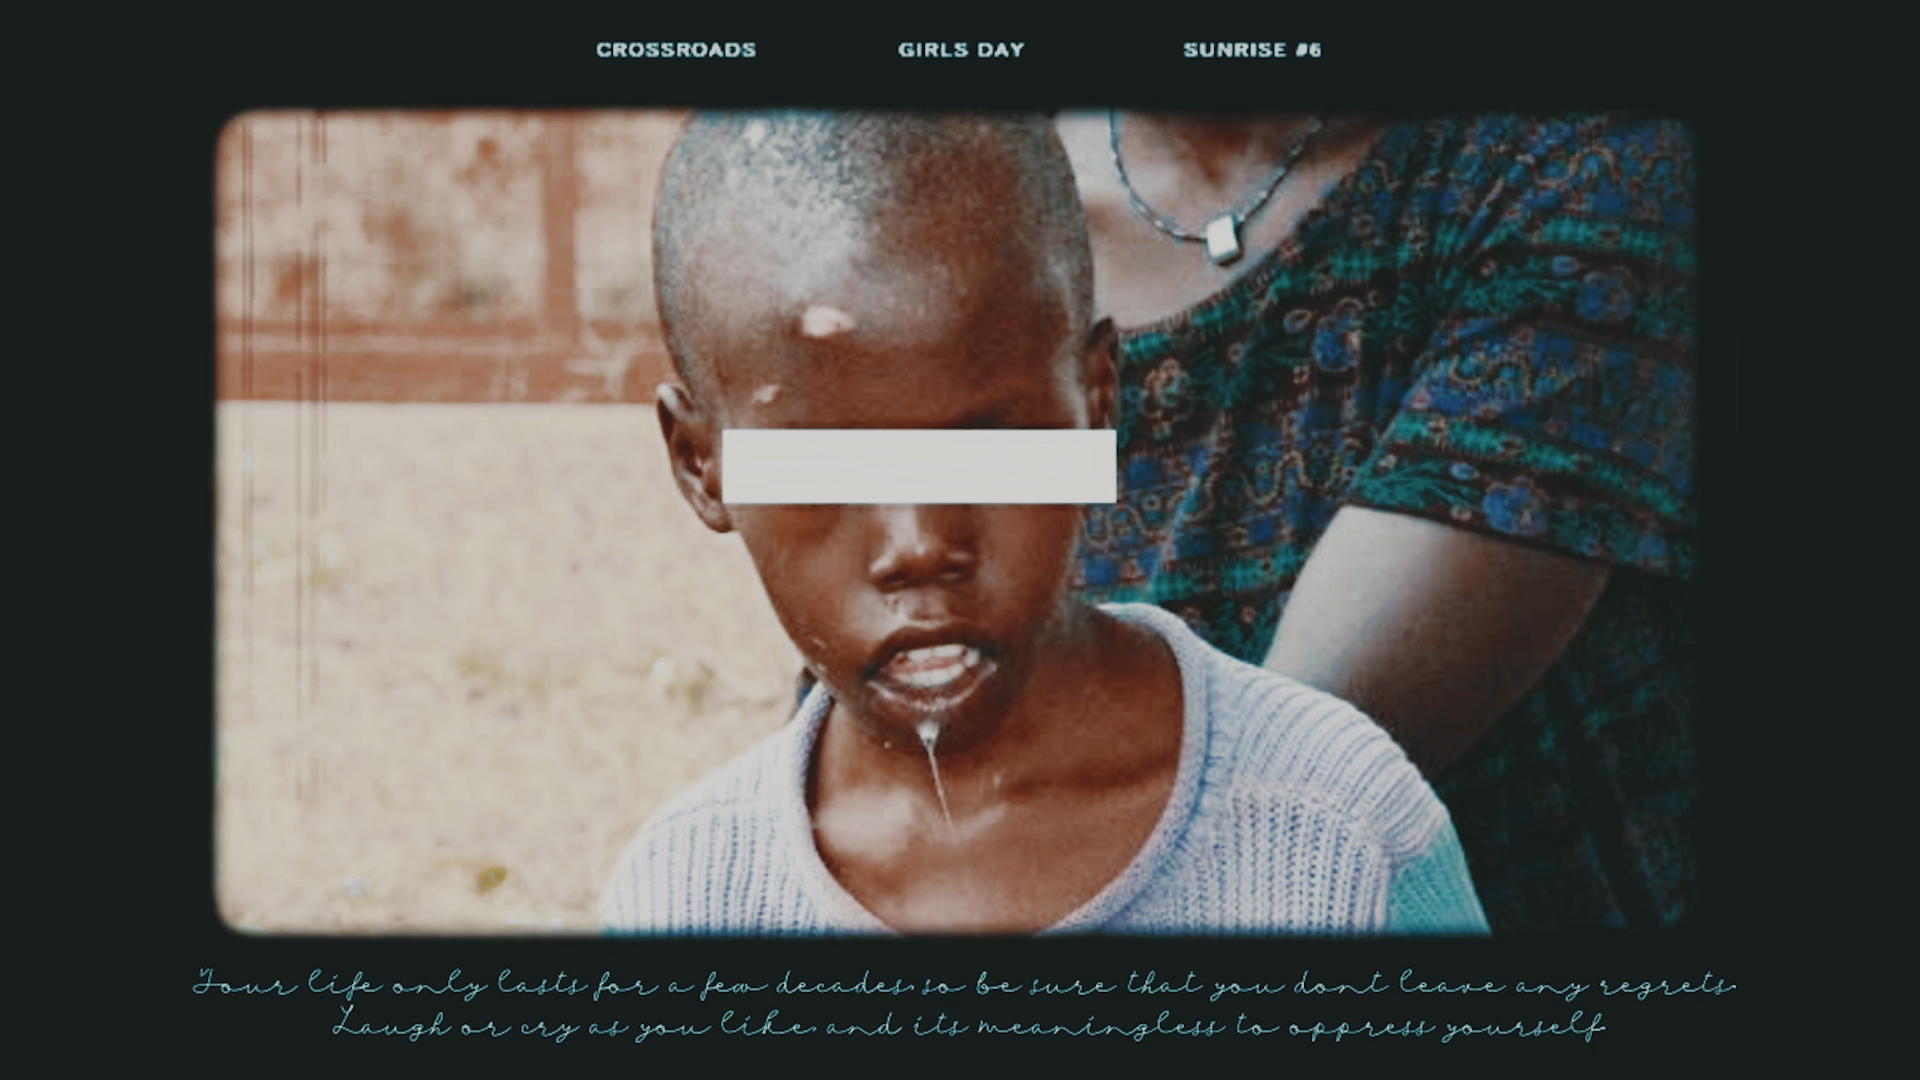 CROSSROADS GIRLS DAY SUNRISE #6
Your life only lasts for a few decades, so be sure that you dont leave any regrets.
Laugh or cry as you like, and its meaningless to oppress yourself.